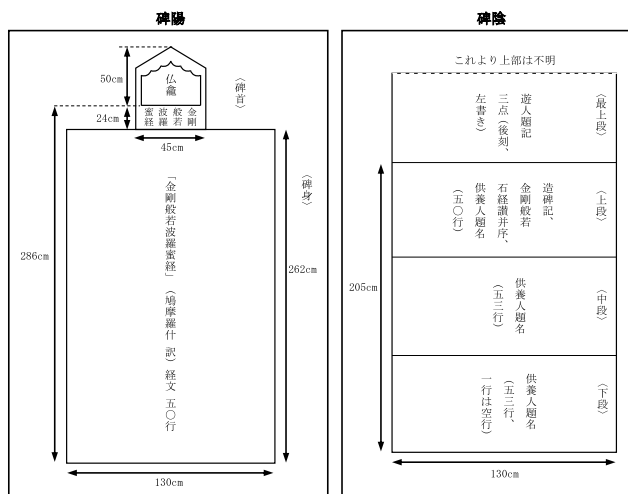 碑陽
50cm
24cm
仏龕
〈碑首〉
金剛
般若
波羅
蜜経
45cm
〈碑身〉
「金剛般若波羅蜜経」(鳩摩羅什 訳)経文 五〇行
286cm
262cm
130cm
碑陰
これより上部は不明
〈最上段〉
遊人題記
三点(後刻、
左書き)
〈上段〉
造碑記、
金剛般若
石経讃并序、
供養人題名
(五〇行)
〈中段〉
供養人題名
(五三行)
〈下段〉
供養人題名
(五三行、
一行は空行)
205cm
130cm